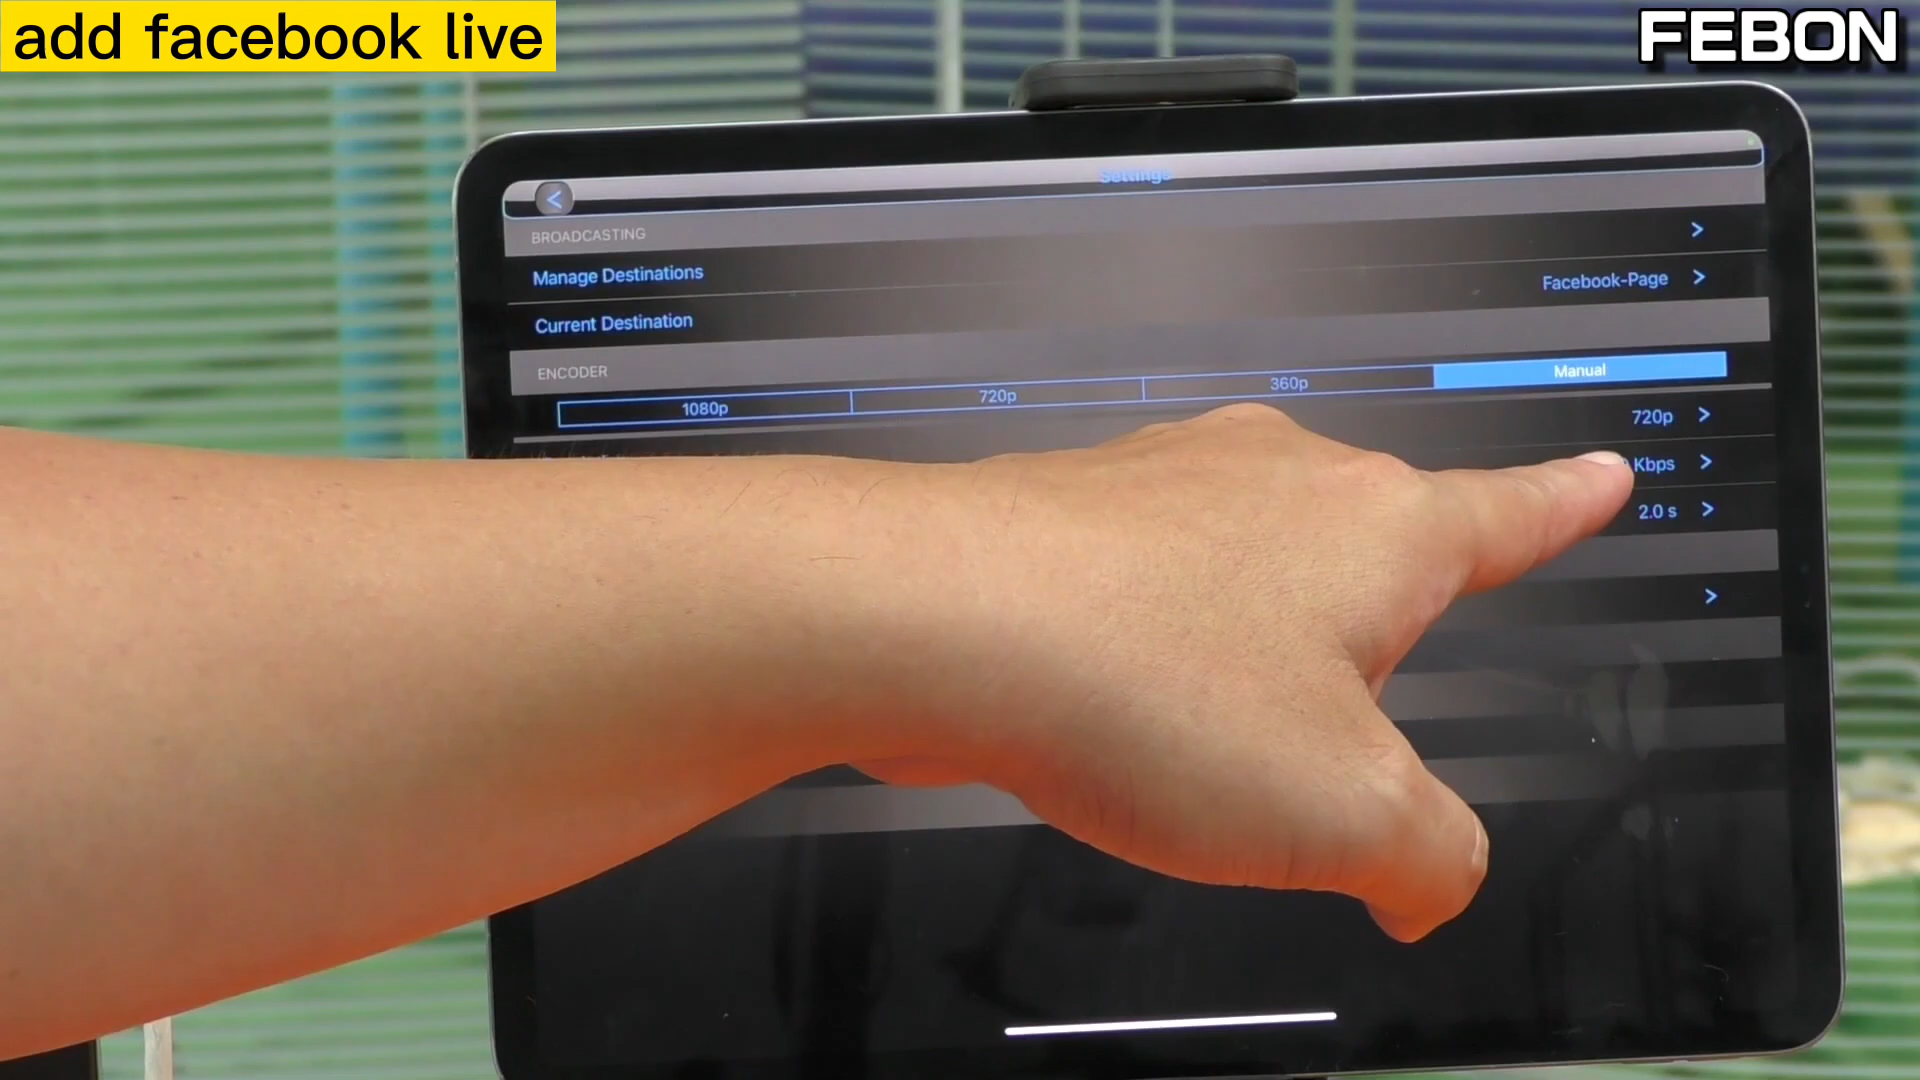 add facebook live
FEBON
Settings
BROADCASTING
Manage Destinations
Facebook-Page
Current Destination
ENCODER
1080p
720p
360p
Manual
720p
Kbps
2.0 s